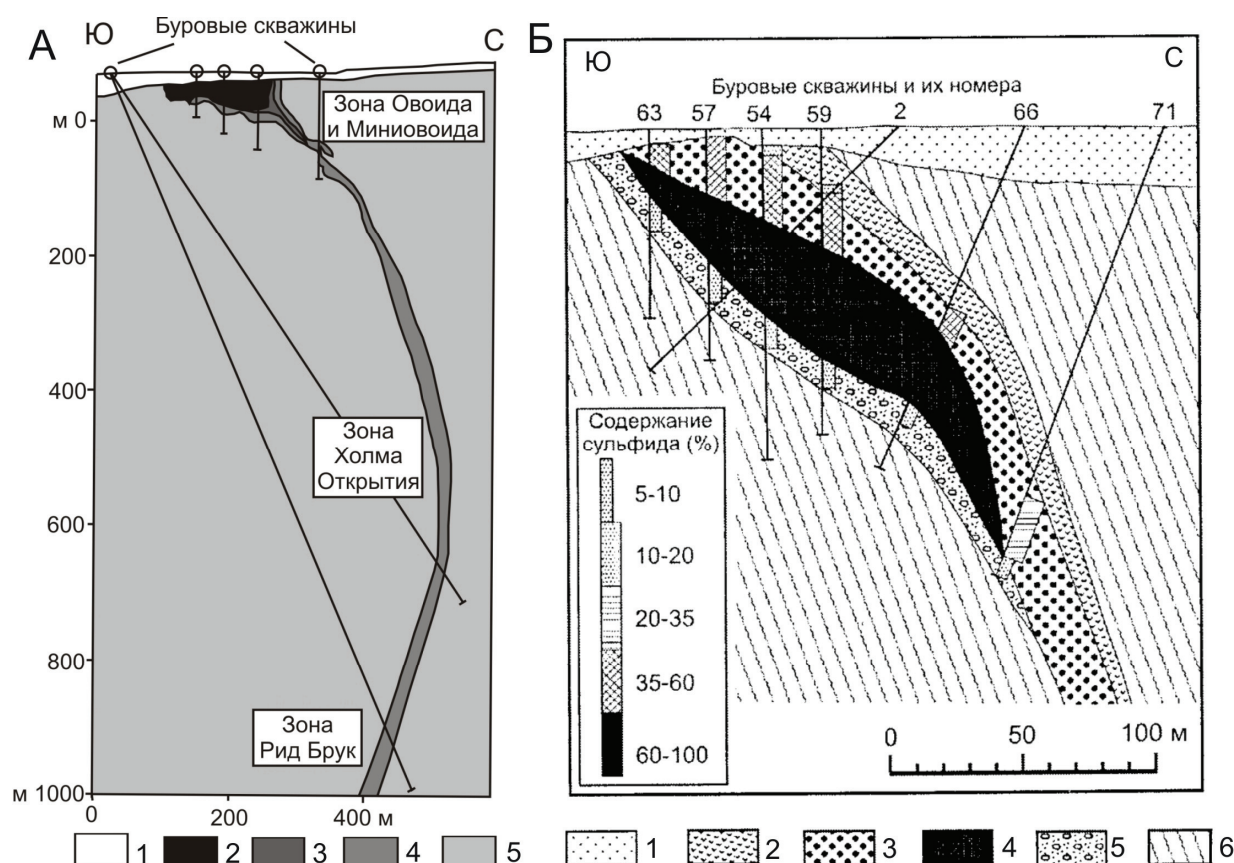 А
Ю
Буровые скважины
С
м 0
200
400
600
800
м 1000
0
200
400 м
Зона Овоида
и Миниовоида
Зона
Холма
Открытия
Зона
Рид Брук
1
2
3
4
5
Б
Ю
С
Буровые скважины и их номера
63 57 54 59 2 66 71
Содержание
сульфида (%)
5-10
10-20
20-35
35-60
60-100
0 50 100 м
1
2
3
4
5
6